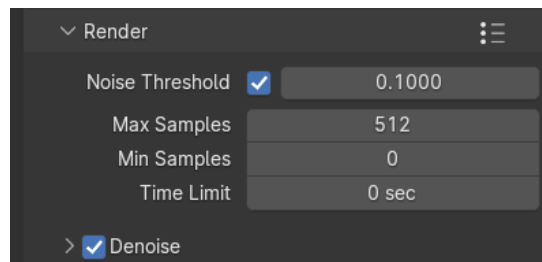 Render
Noise Threshold 0.1000
Max Samples 512
Min Samples 0
Time Limit 0 sec
Denoise